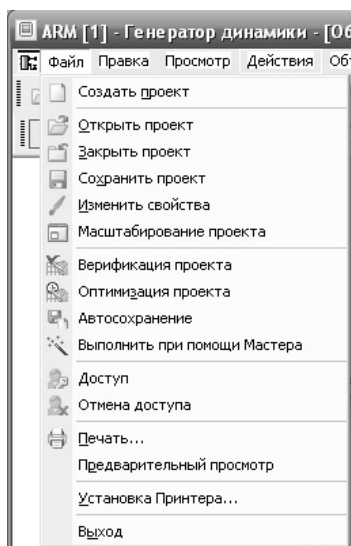 ARM [1] - Генератор динамики - [Об
Файл Правка Просмотр Действия Об
Создать проект
Открыть проект
Закрыть проект
Сохранить проект
Изменить свойства
Масштабирование проекта
Верификация проекта
Оптимизация проекта
Автосохранение
Выполнить при помощи Мастера
Доступ
Отмена доступа
Печать...
Предварительный просмотр
Установка Принтера...
Выход